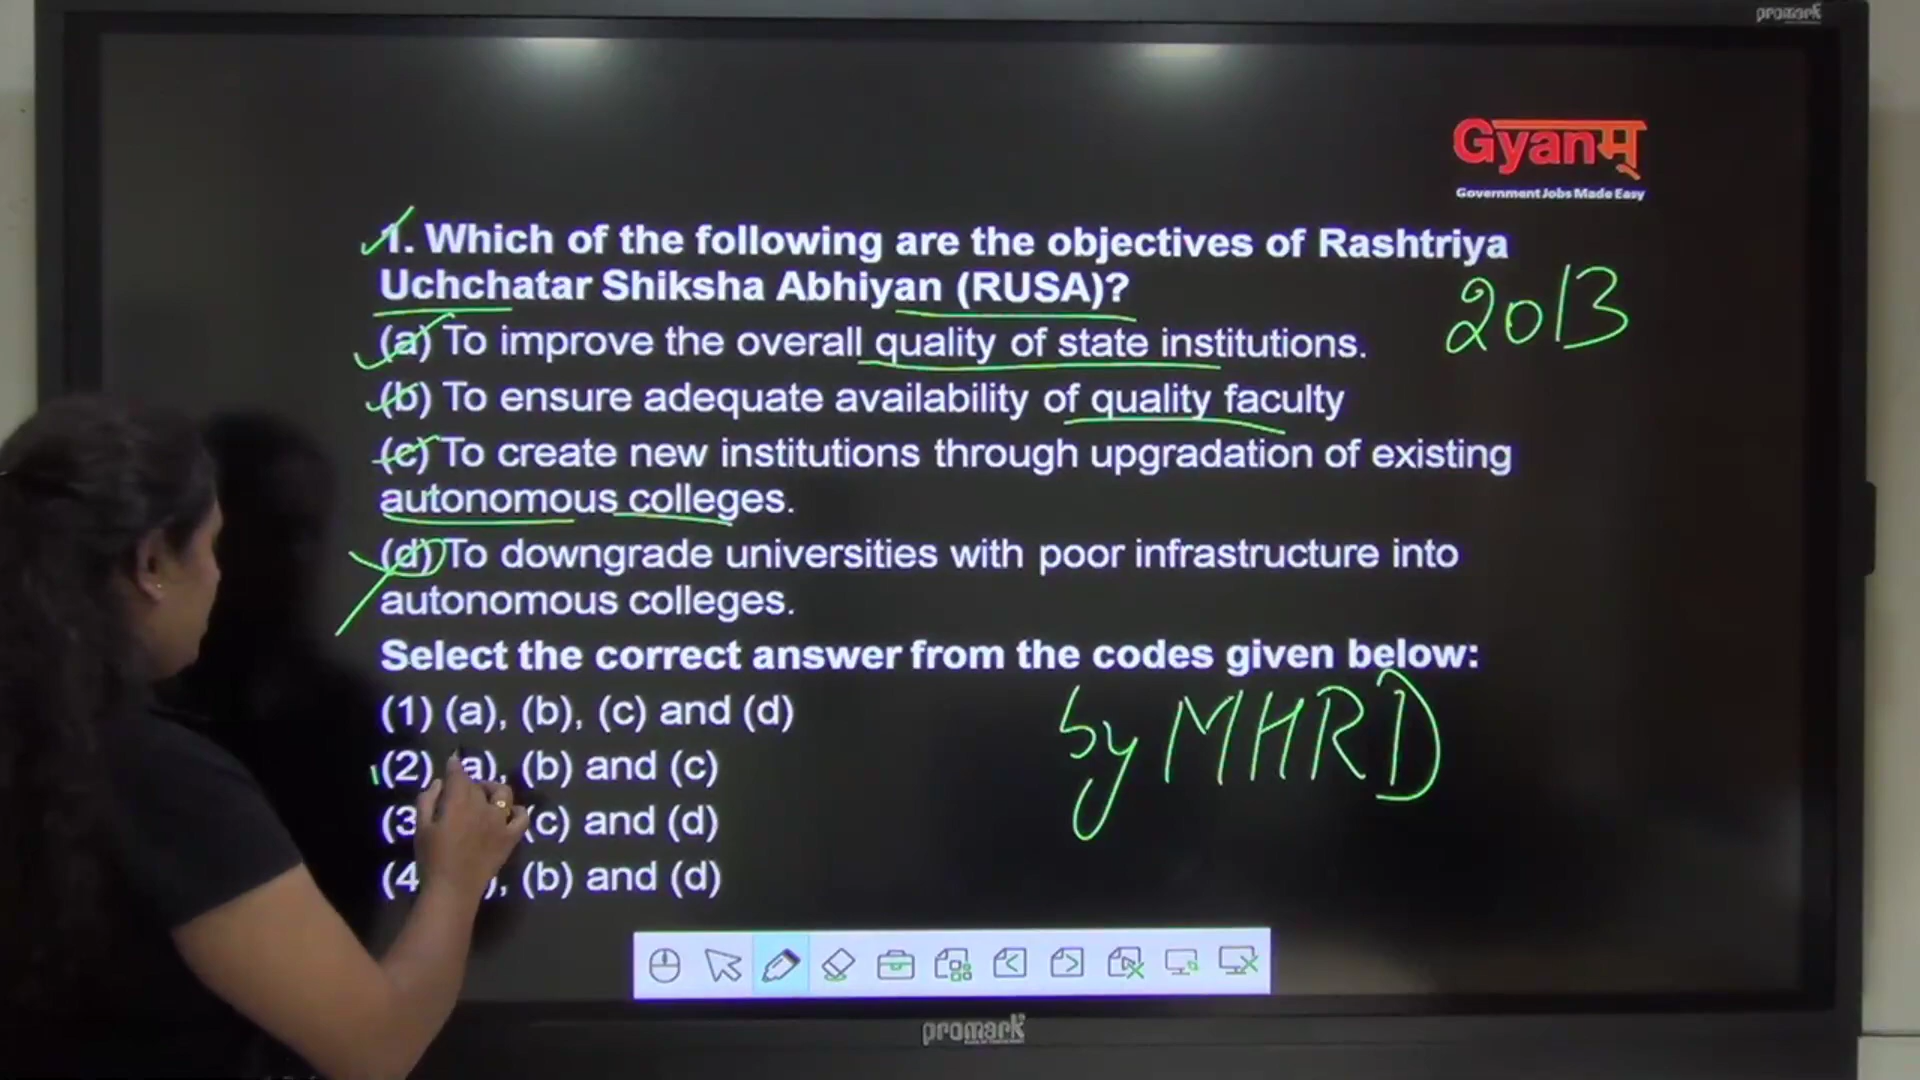 promark
Gyanम्
Government Jobs Made Easy
1. Which of the following are the objectives of Rashtriya
Uchchatar Shiksha Abhiyan (RUSA)?
2013
(a) To improve the overall quality of state institutions.
(b) To ensure adequate availability of quality faculty
(c) To create new institutions through upgradation of existing
autonomous colleges.
(d) To downgrade universities with poor infrastructure into
autonomous colleges.
Select the correct answer from the codes given below:
(1) (a), (b), (c) and (d)
by MHRD
(2) (a), (b) and (c)
(3 (c) and (d)
(4 , (b) and (d)
promark